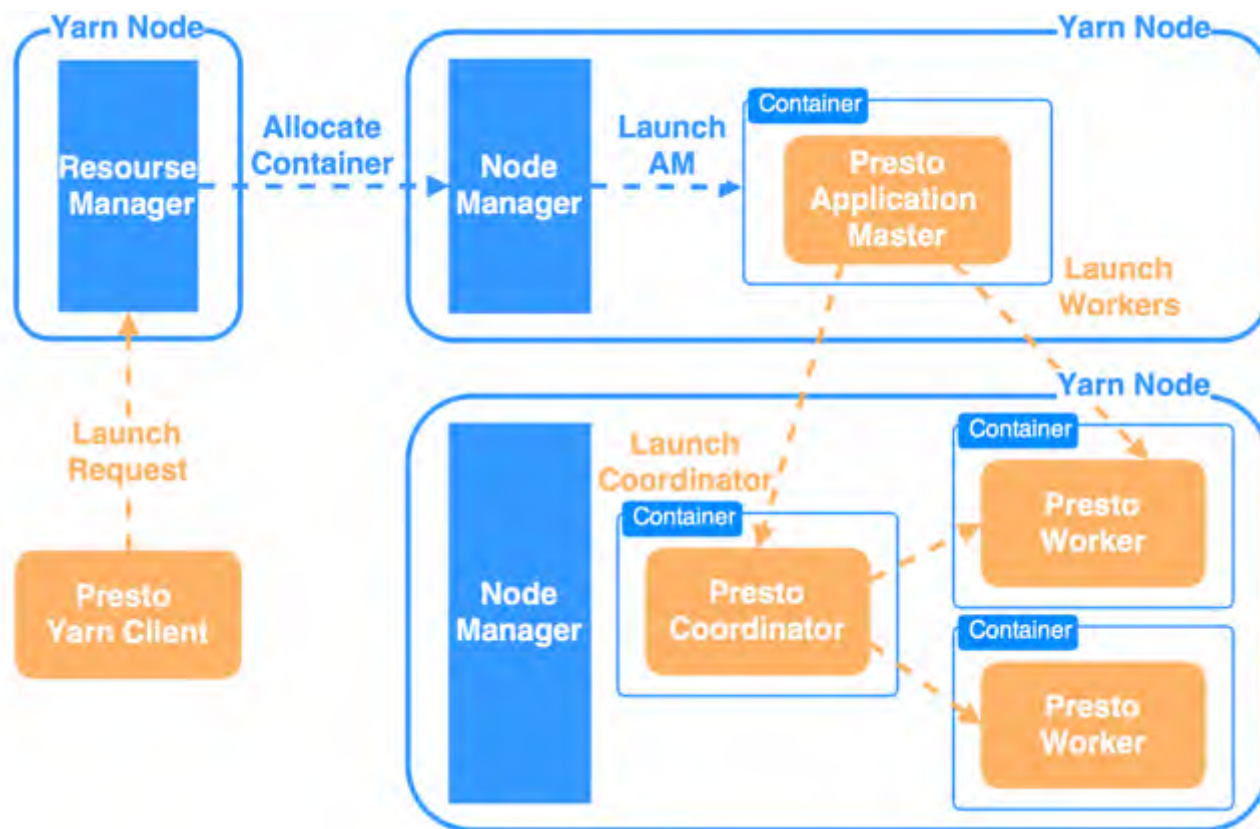 Yarn Node
Yarn Node
Resourse
Manager
Allocate
Container
Node
Manager
Launch
AM
Container
Presto
Application
Master
Launch
Workers
Launch
Request
Presto
Yarn Client
Yarn Node
Node
Manager
Launch
Coordinator
Container
Presto
Coordinator
Container
Presto
Worker
Container
Presto
Worker